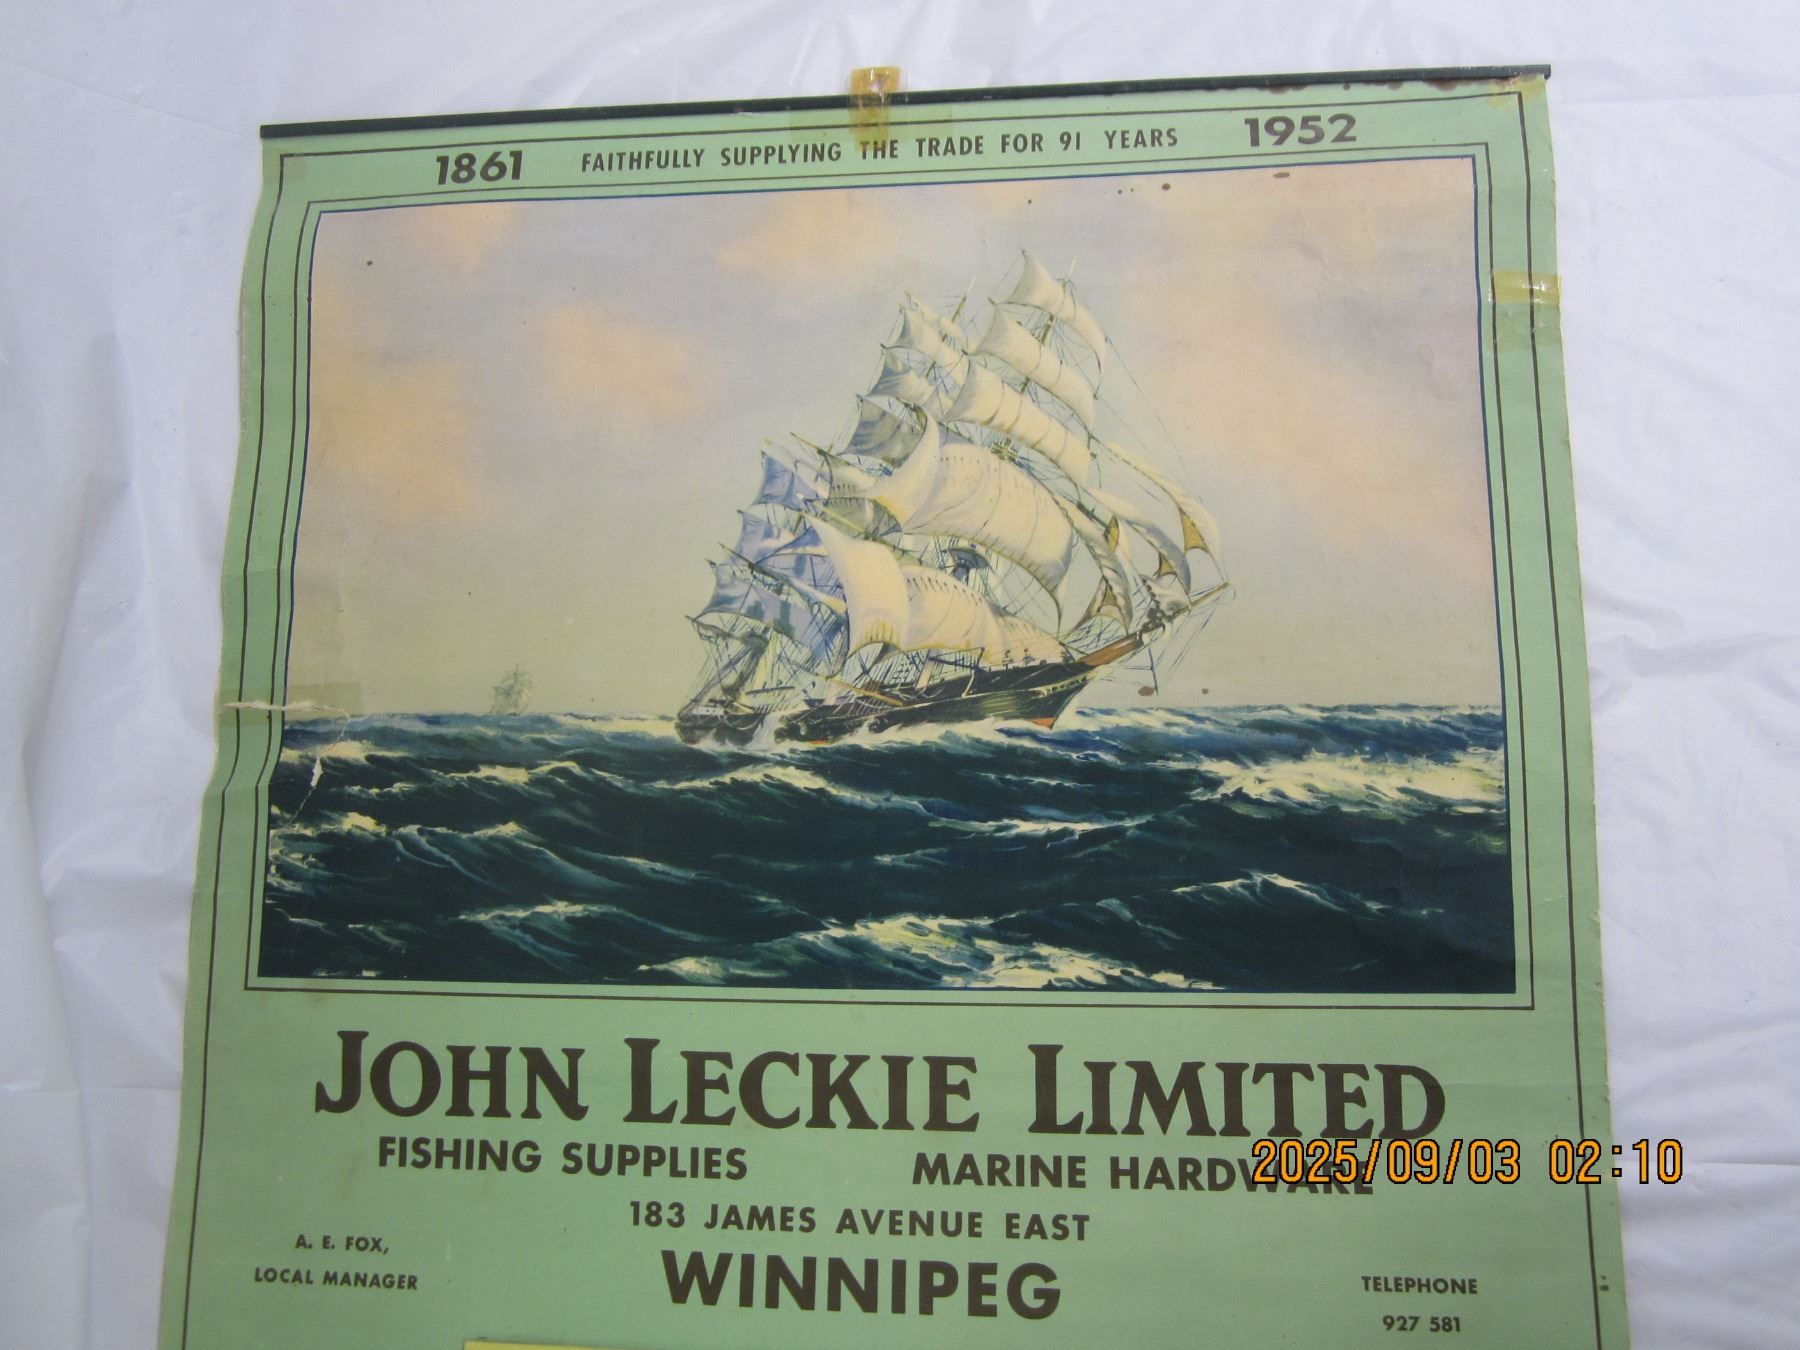 1861 FAITHFULLY SUPPLYING THE TRADE FOR 91 YEARS 1952
JOHN LECKIE LIMITED
FISHING SUPPLIES MARINE HARDWARE
2025/09/03 02:10
183 JAMES AVENUE EAST
A. E. FOX,
LOCAL MANAGER
WINNIPEG
TELEPHONE
927 581